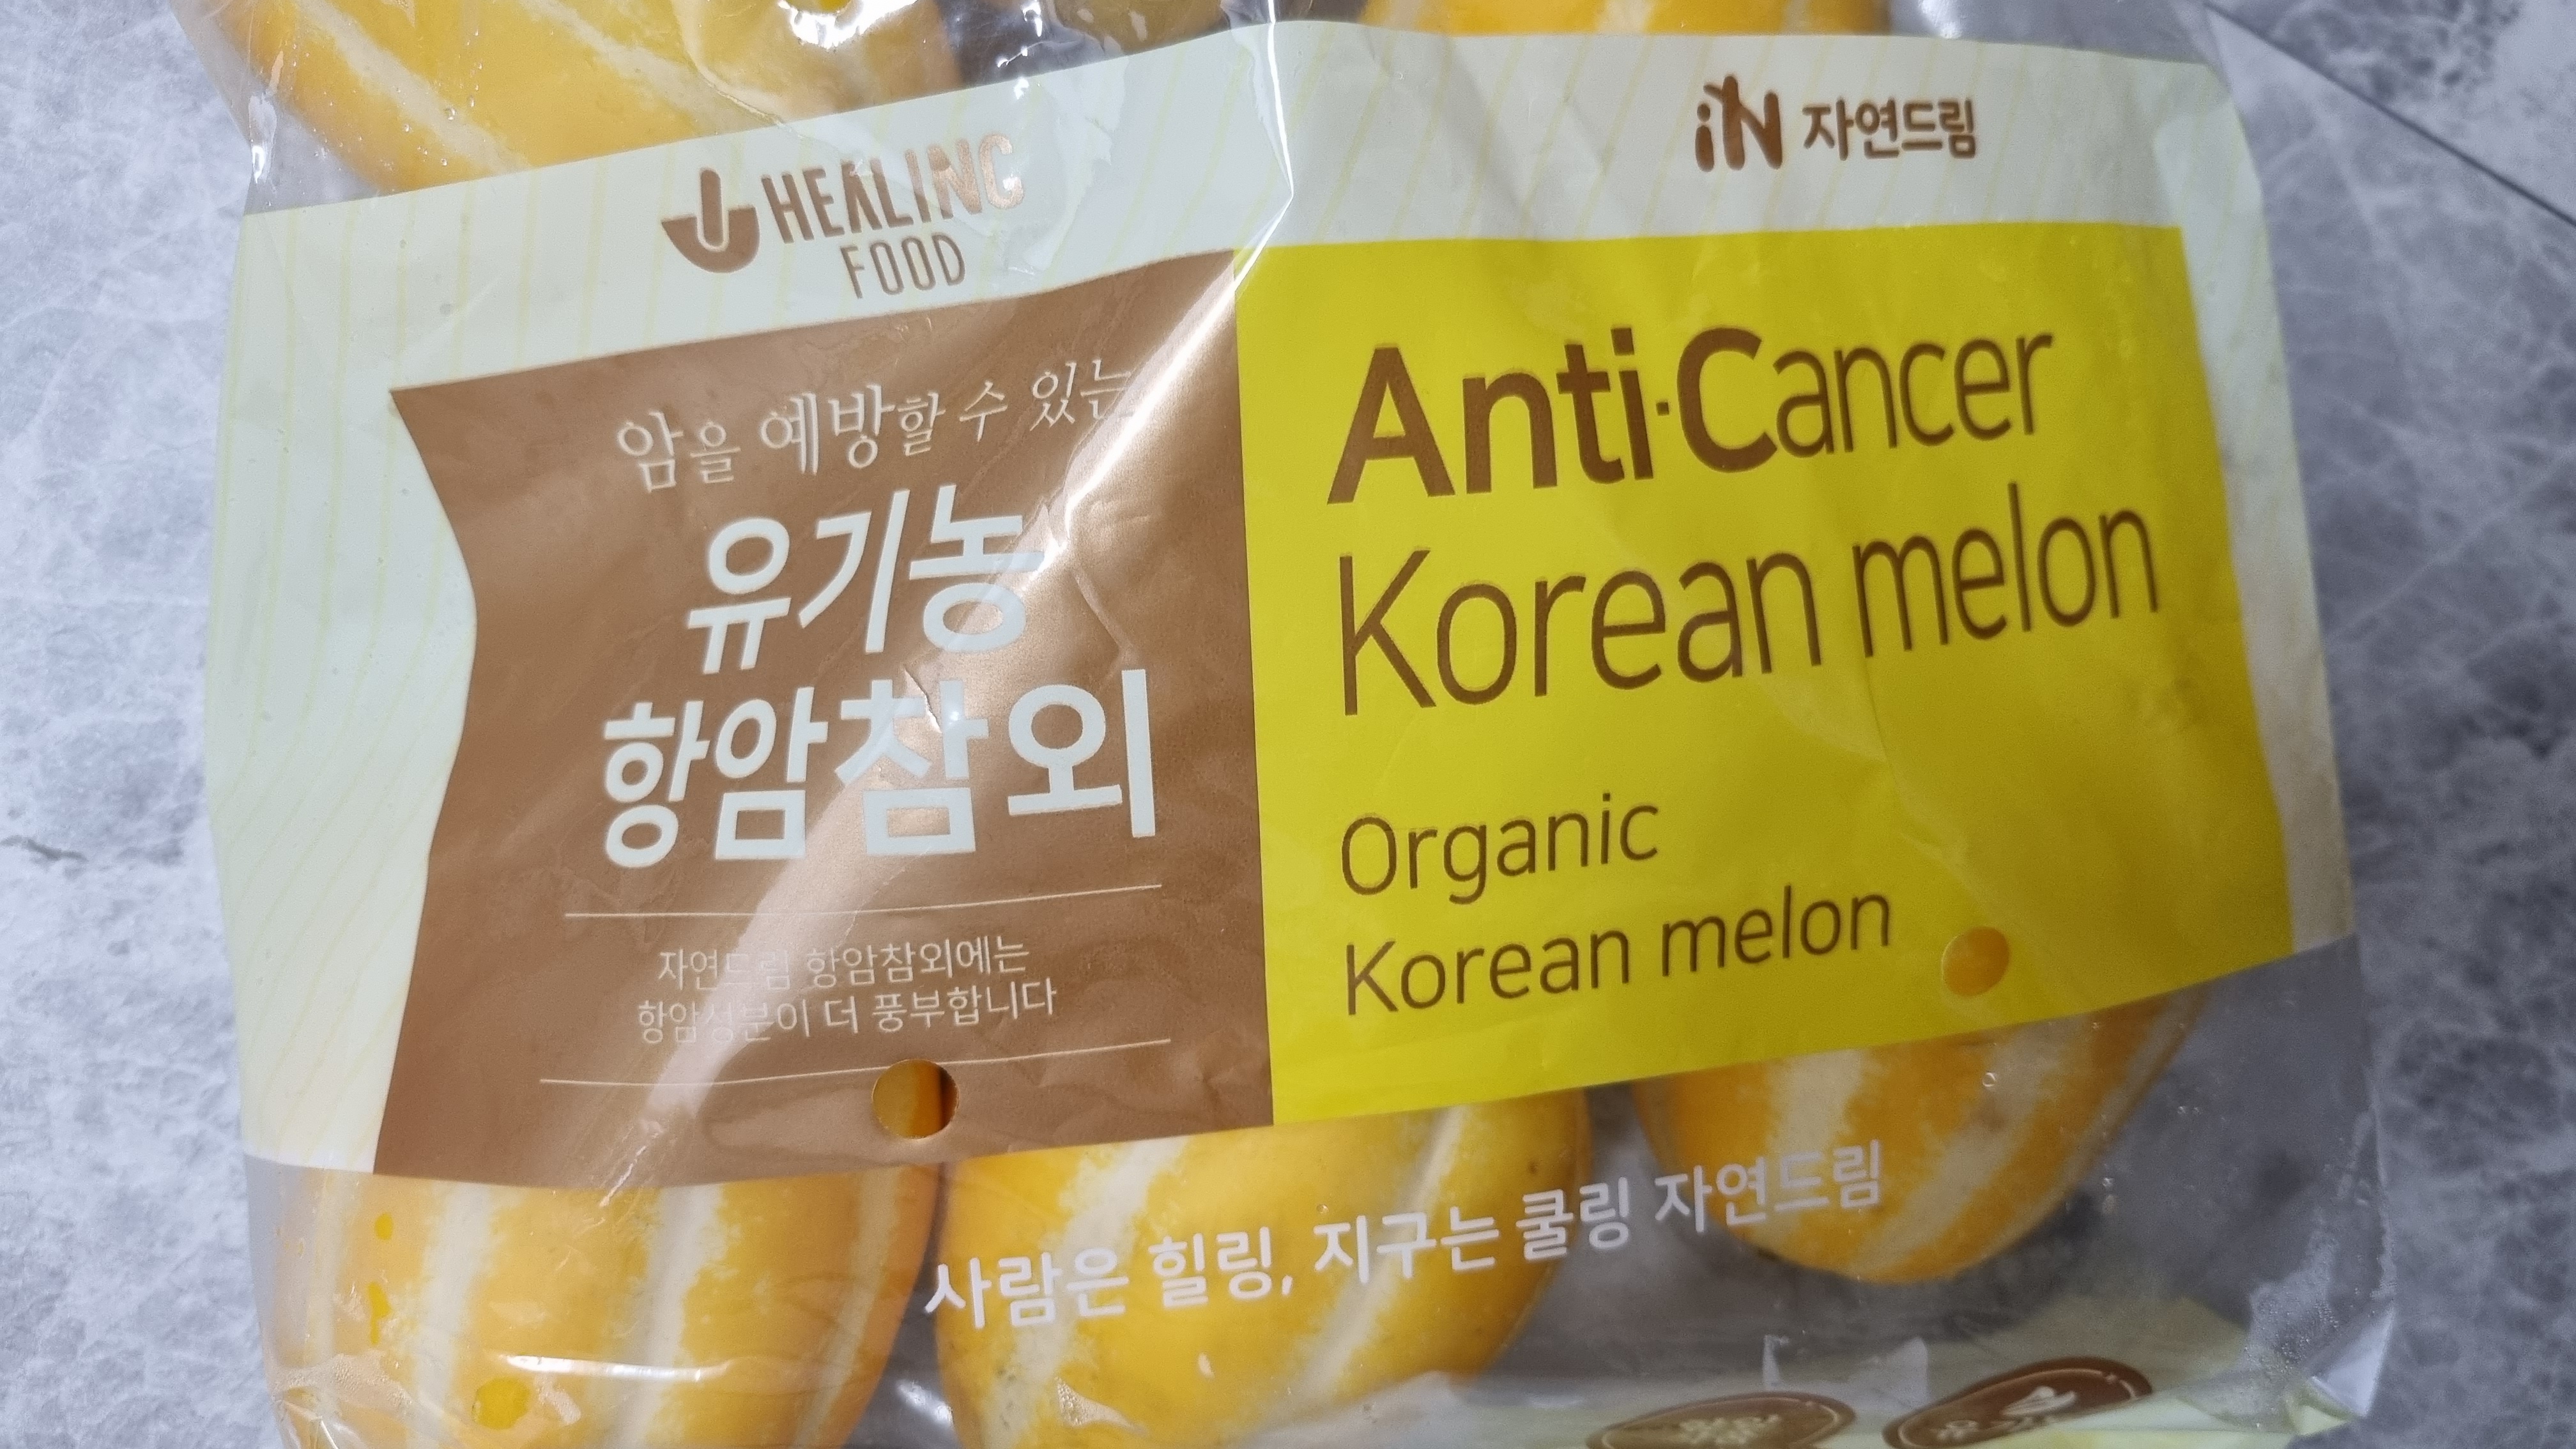 HEALING
FOOD
iN 자연드림
암을 예방할 수 있는
유기농
항암참외
자연드림 항암참외에는
항암성분이 더 풍부합니다
Anti·Cancer
Korean melon
Organic
Korean melon
사람은 힐링, 지구는 쿨링 자연드림